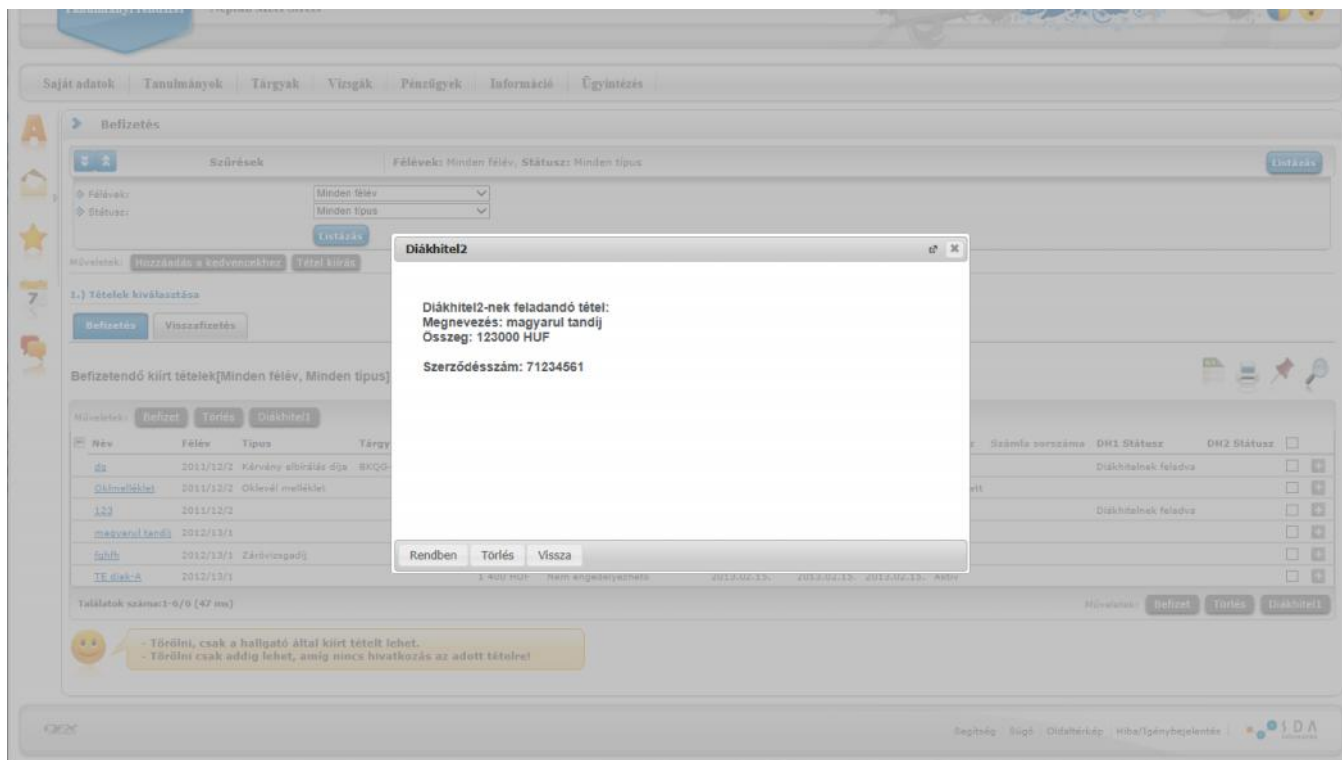 Saját adatok Tanulmányok Tárgyak Vizsgák Pénzügyek Információ Ügyintézés
Befizetés
Szűrések Félévek: Minden félév, Státusz: Minden típus Listázás
Félévek: Minden félév
Státusz: Minden típus
Listázás
Műveletek: Hozzáadás a kedvencekhez Tétel kiírás
1.) Tételek kiválasztása
Befizetés Visszafizetés
Diákhitel2
Diákhitel2-nek feladandó tétel:
Megnevezés: magyarul tandíj
Összeg: 123000 HUF
Szerződésszám: 71234561
Rendben Törlés Vissza
Befizetendő kiírt tételek[Minden félév, Minden típus]
Műveletek: Befizet Törlés Diákhitel1
Név Félév Típus Tárgy Számla sorszáma DH1 Státusz DH2 Státusz
dg 2011/12/2 Kérvény elbírálás díja BKQG- Diákhitelnek feladva
Oklmelléklet 2011/12/2 Oklevél melléklet
123 2011/12/2 Diákhitelnek feladva
magyarul tandíj 2012/13/1
fghfh 2012/13/1 Záróvizsgadíj
TE diak-A 2012/13/1 1 400 HUF Nem engedélyezhető 2013.02.15. 2013.02.15. 2013.02.15. Aktív
Találatok száma:1-6/6 (47 ms) Műveletek: Befizet Törlés Diákhitel1
- Törölni, csak a hallgató által kiírt tételt lehet.
- Törölni csak addig lehet, amíg nincs hivatkozás az adott tételre!
Segítség Súgó Oldaltérkép Hiba/Igénybejelentés SDA